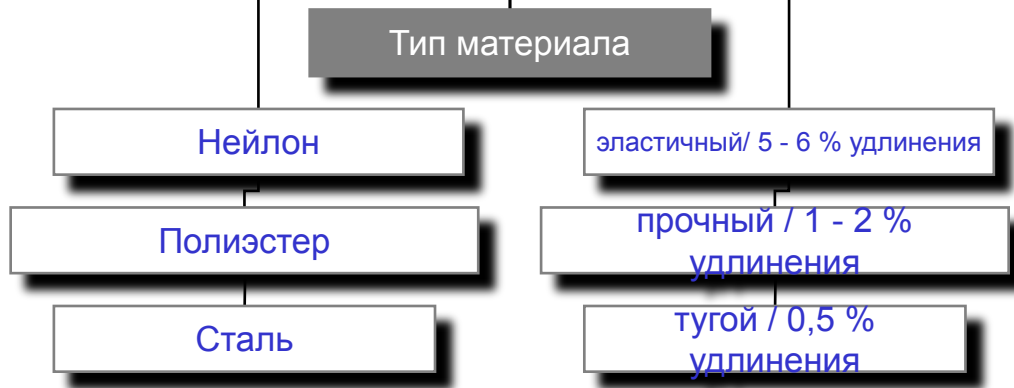 Тип материала
Нейлон
эластичный/ 5 - 6 % удлинения
Полиэстер
прочный / 1 - 2 %
удлинения
Сталь
тугой / 0,5 %
удлинения